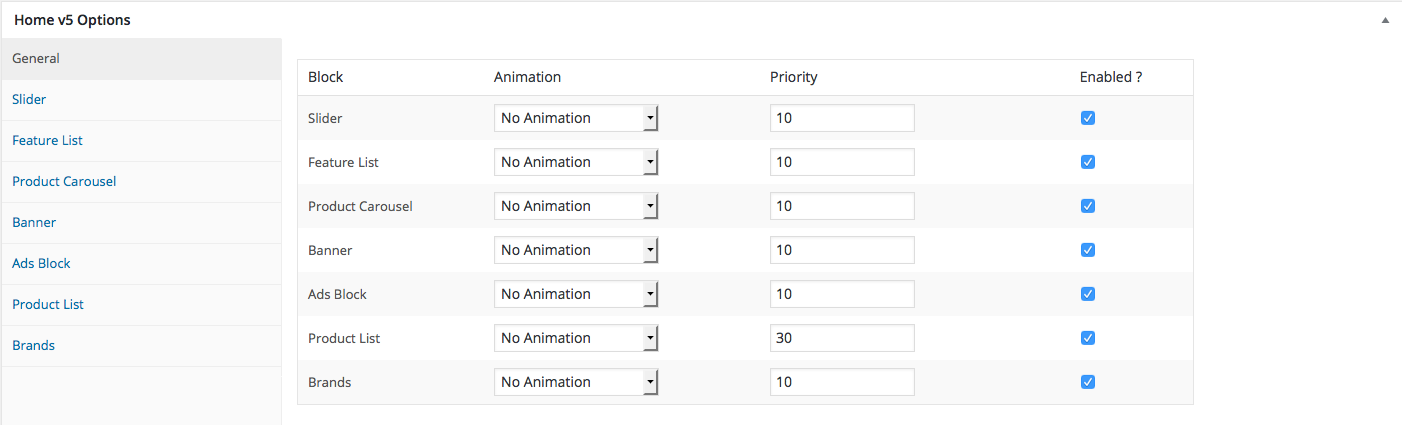 Home v5 Options
General
Slider
Feature List
Product Carousel
Banner
Ads Block
Product List
Brands
Block Animation Priority Enabled ?
Slider No Animation 10
Feature List No Animation 10
Product Carousel No Animation 10
Banner No Animation 10
Ads Block No Animation 10
Product List No Animation 30
Brands No Animation 10